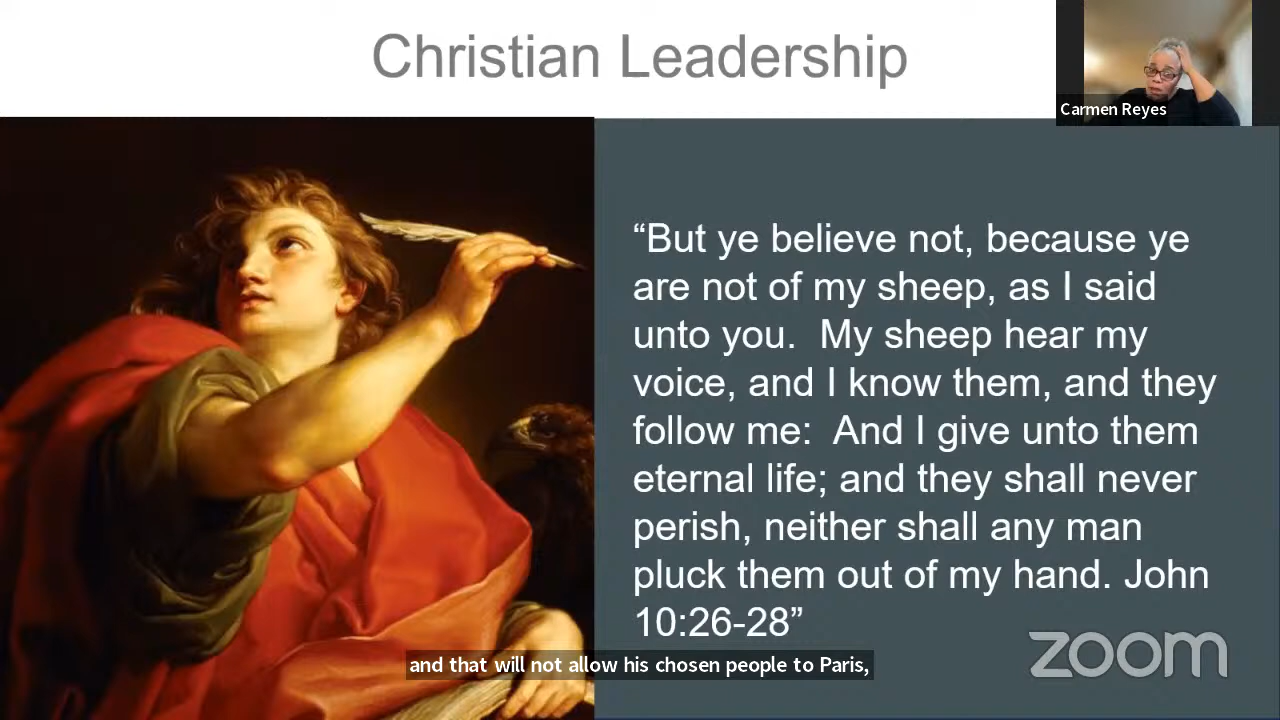 Christian Leadership
Carmen Reyes
“But ye believe not, because ye
are not of my sheep, as I said
unto you.  My sheep hear my
voice, and I know them, and they
follow me:  And I give unto them
eternal life; and they shall never
perish, neither shall any man
pluck them out of my hand. John
10:26-28”
and that will not allow his chosen people to Paris,
zoom